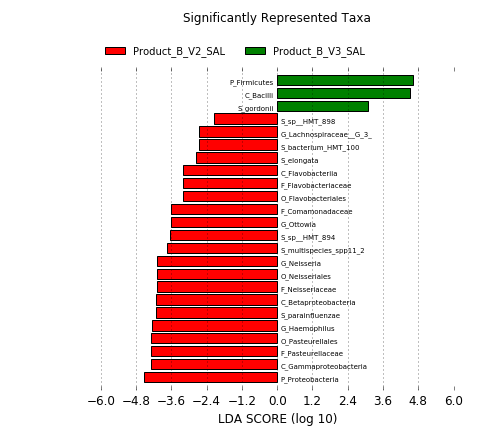 Significantly Represented Taxa
Product_B_V2_SAL Product_B_V3_SAL
P_Firmicutes
C_Bacilli
S_gordonii
S_sp__HMT_898
G_Lachnospiraceae__G_3_
S_bacterium_HMT_100
S_elongata
C_Flavobacteriia
F_Flavobacteriaceae
O_Flavobacteriales
F_Comamonadaceae
G_Ottowia
S_sp__HMT_894
S_multispecies_spp11_2
G_Neisseria
O_Neisseriales
F_Neisseriaceae
C_Betaproteobacteria
S_parainfluenzae
G_Haemophilus
O_Pasteurellales
F_Pasteurellaceae
C_Gammaproteobacteria
P_Proteobacteria
−6.0 −4.8 −3.6 −2.4 −1.2 0.0 1.2 2.4 3.6 4.8 6.0
LDA SCORE (log 10)